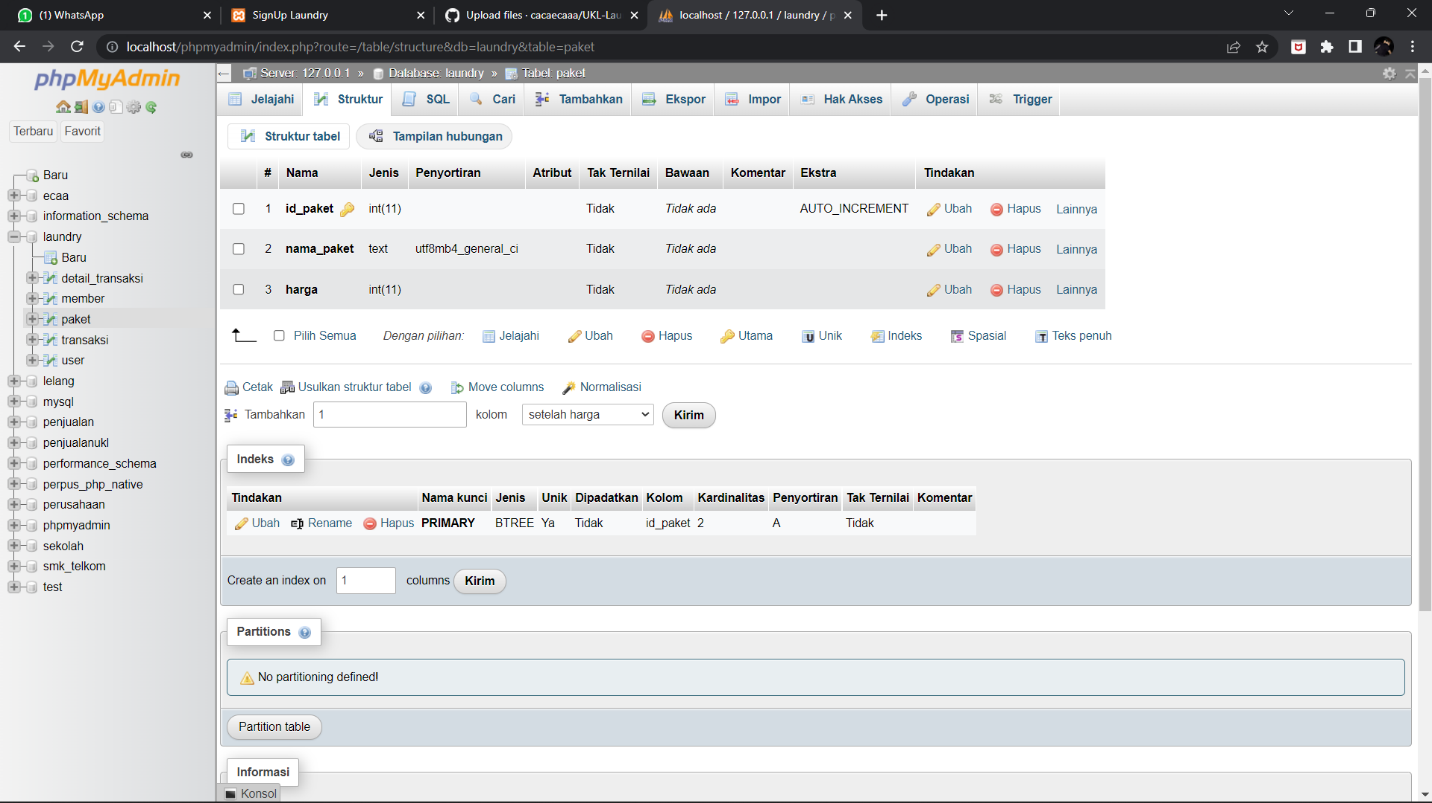 (1) WhatsApp
SignUp Laundry
Upload files · cacaecaaa/UKL-Lau
localhost / 127.0.0.1 / laundry / p
localhost/phpmyadmin/index.php?route=/table/structure&db=laundry&table=paket
phpMyAdmin
Terbaru Favorit
Baru
ecaa
information_schema
laundry
Baru
detail_transaksi
member
paket
transaksi
user
lelang
mysql
penjualan
penjualanukl
performance_schema
perpus_php_native
perusahaan
phpmyadmin
sekolah
smk_telkom
test
Server: 127.0.0.1 » Database: laundry » Tabel: paket
Jelajahi Struktur SQL Cari Tambahkan Ekspor Impor Hak Akses Operasi Trigger
Struktur tabel Tampilan hubungan
# Nama Jenis Penyortiran Atribut Tak Ternilai Bawaan Komentar Ekstra Tindakan
1 id_paket int(11) Tidak Tidak ada AUTO_INCREMENT Ubah Hapus Lainnya
2 nama_paket text utf8mb4_general_ci Tidak Tidak ada Ubah Hapus Lainnya
3 harga int(11) Tidak Tidak ada Ubah Hapus Lainnya
Pilih Semua Dengan pilihan: Jelajahi Ubah Hapus Utama Unik Indeks Spasial Teks penuh
Cetak Usulkan struktur tabel Move columns Normalisasi
Tambahkan 1 kolom setelah harga Kirim
Indeks
Tindakan Nama kunci Jenis Unik Dipadatkan Kolom Kardinalitas Penyortiran Tak Ternilai Komentar
Ubah Rename Hapus PRIMARY BTREE Ya Tidak id_paket 2 A Tidak
Create an index on 1 columns Kirim
Partitions
No partitioning defined!
Partition table
Informasi
Konsol